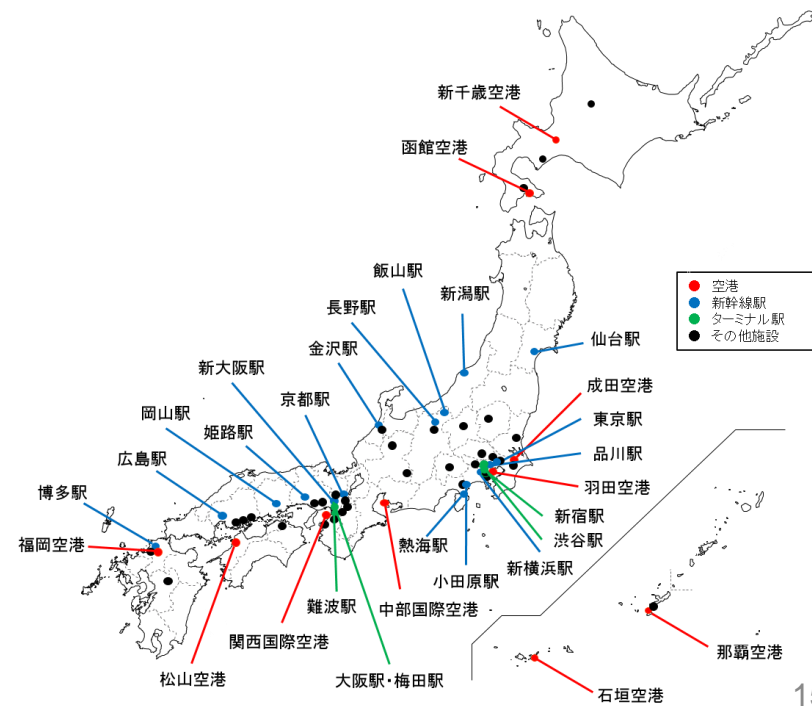 新千歳空港
函館空港
飯山駅
新潟駅
長野駅
金沢駅
仙台駅
新大阪駅
京都駅
成田空港
岡山駅
東京駅
姫路駅
広島駅
品川駅
博多駅
羽田空港
福岡空港
新宿駅
熱海駅
渋谷駅
新横浜駅
小田原駅
難波駅
中部国際空港
関西国際空港
松山空港
大阪駅・梅田駅
那覇空港
石垣空港
空港
新幹線駅
ターミナル駅
その他施設